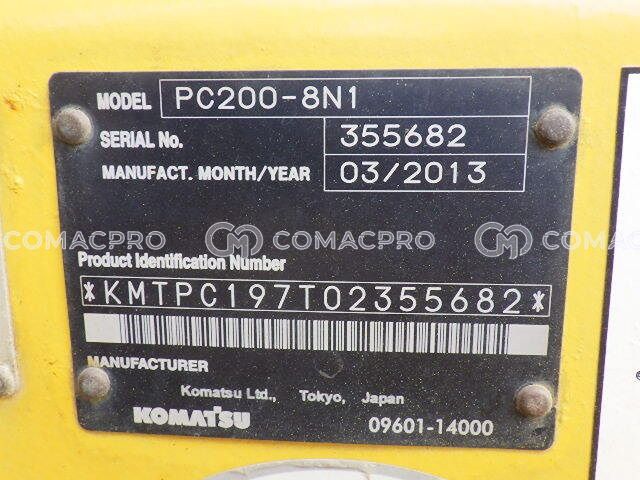 MODEL PC200-8N1
SERIAL No. 355682
MANUFACT. MONTH/YEAR 03/2013
COMACPRO COMACPRO COMACPRO
Product Identification Number
*KMTPC197T02355682*
MANUFACTURER
Komatsu Ltd., Tokyo, Japan
KOMATSU 09601-14000